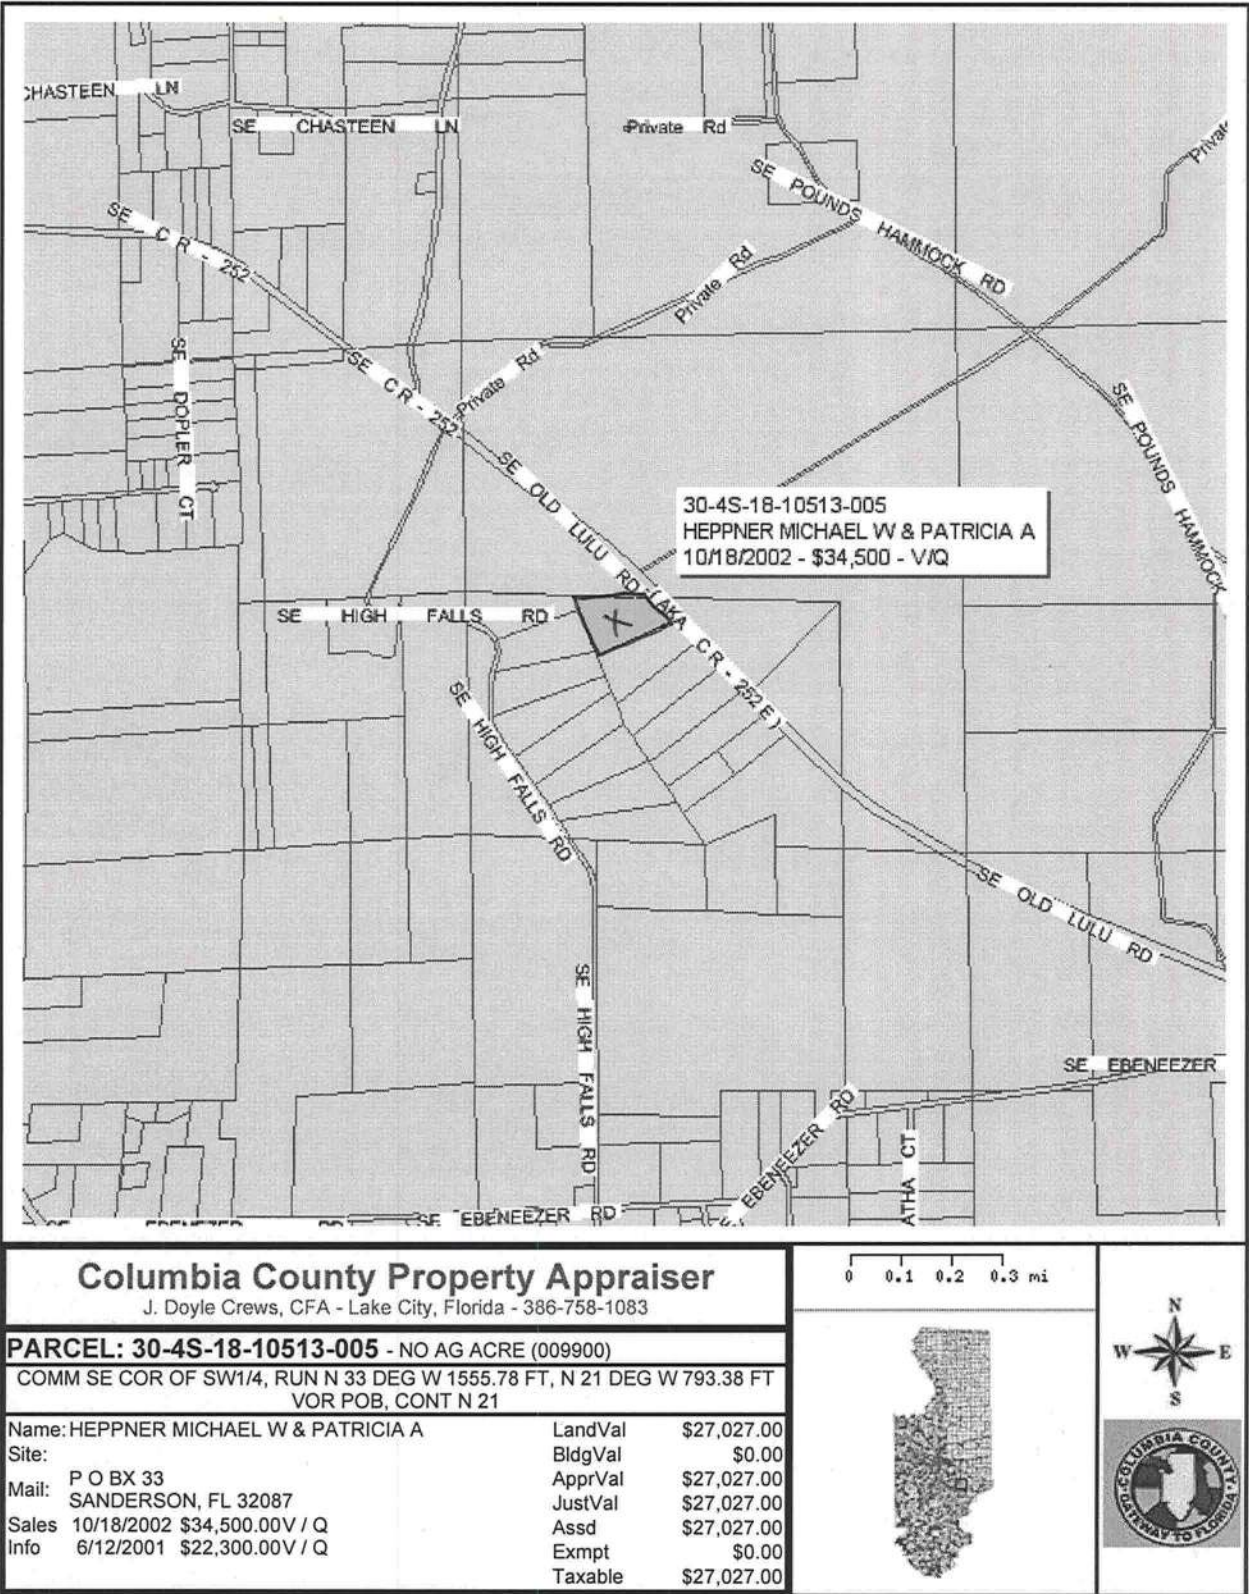 CHASTEEN LN
SE CHASTEEN LN
Private Rd
Private
SE POUNDS HAMMOCK RD
SE CR - 252
Private Rd
SE DOPLER CT
SE CR - 252
Private Rd
SE POUNDS HAMMOCK
SE OLD LULU RD (AKA CR - 252E)
30-4S-18-10513-005
HEPPNER MICHAEL W & PATRICIA A
10/18/2002 - $34,500 - V/Q
SE HIGH FALLS RD
X
SE HIGH FALLS RD
SE OLD LULU RD
SE HIGH FALLS RD
SE EBENEEZER
EBENEEZER RD
ATHA CT
SE EBENEEZER RD
SE EBENEEZER RD
Columbia County Property Appraiser
J. Doyle Crews, CFA - Lake City, Florida - 386-758-1083
0 0.1 0.2 0.3 mi
PARCEL: 30-4S-18-10513-005 - NO AG ACRE (009900)
COMM SE COR OF SW1/4, RUN N 33 DEG W 1555.78 FT, N 21 DEG W 793.38 FT
VOR POB, CONT N 21
Name: HEPPNER MICHAEL W & PATRICIA A
Site:
Mail: P O BX 33
SANDERSON, FL 32087
Sales 10/18/2002 $34,500.00V / Q
Info 6/12/2001 $22,300.00V / Q
LandVal $27,027.00
BldgVal $0.00
ApprVal $27,027.00
JustVal $27,027.00
Assd $27,027.00
Exmpt $0.00
Taxable $27,027.00
N
W E
S
COLUMBIA COUNTY
GATEWAY TO FLORIDA